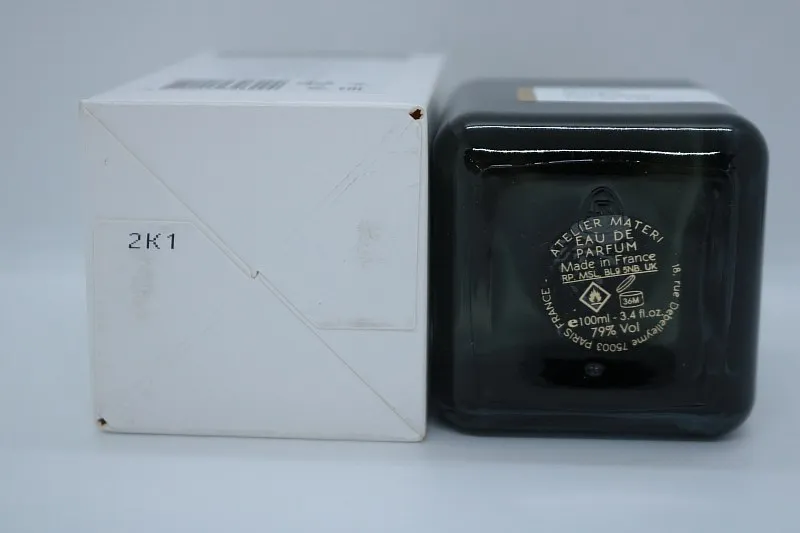 2K1
ATELIER MATERI
EAU DE
PARFUM
Made in France
RP. MSL. BL9 5NB. UK
36M
e100ml - 3.4 fl.oz.
79% Vol
18, rue Debelleyme 75003 PARIS FRANCE -